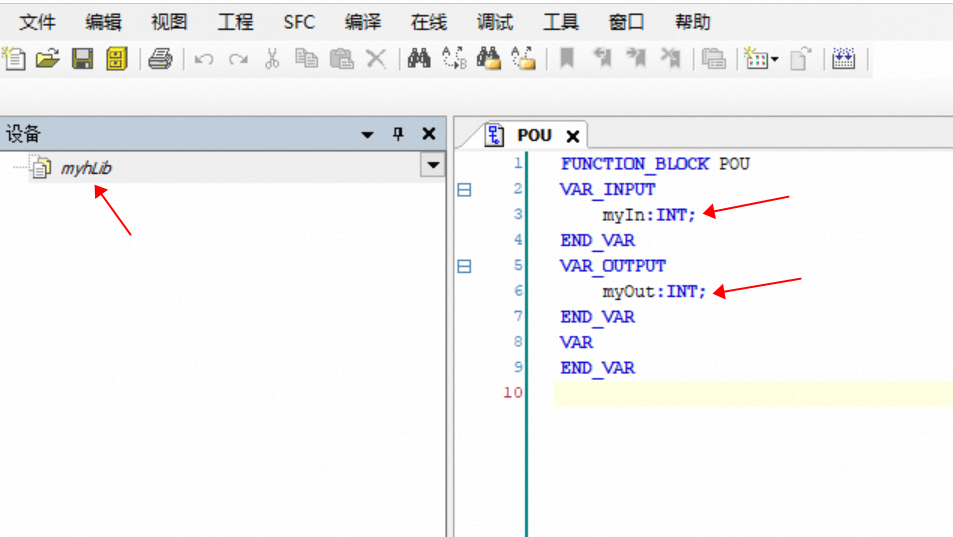 文件 编辑 视图 工程 SFC 编译 在线 调试 工具 窗口 帮助
设备
myhLib
POU
1 FUNCTION_BLOCK POU
2 VAR_INPUT
3 myIn:INT;
4 END_VAR
5 VAR_OUTPUT
6 myOut:INT;
7 END_VAR
8 VAR
9 END_VAR
10